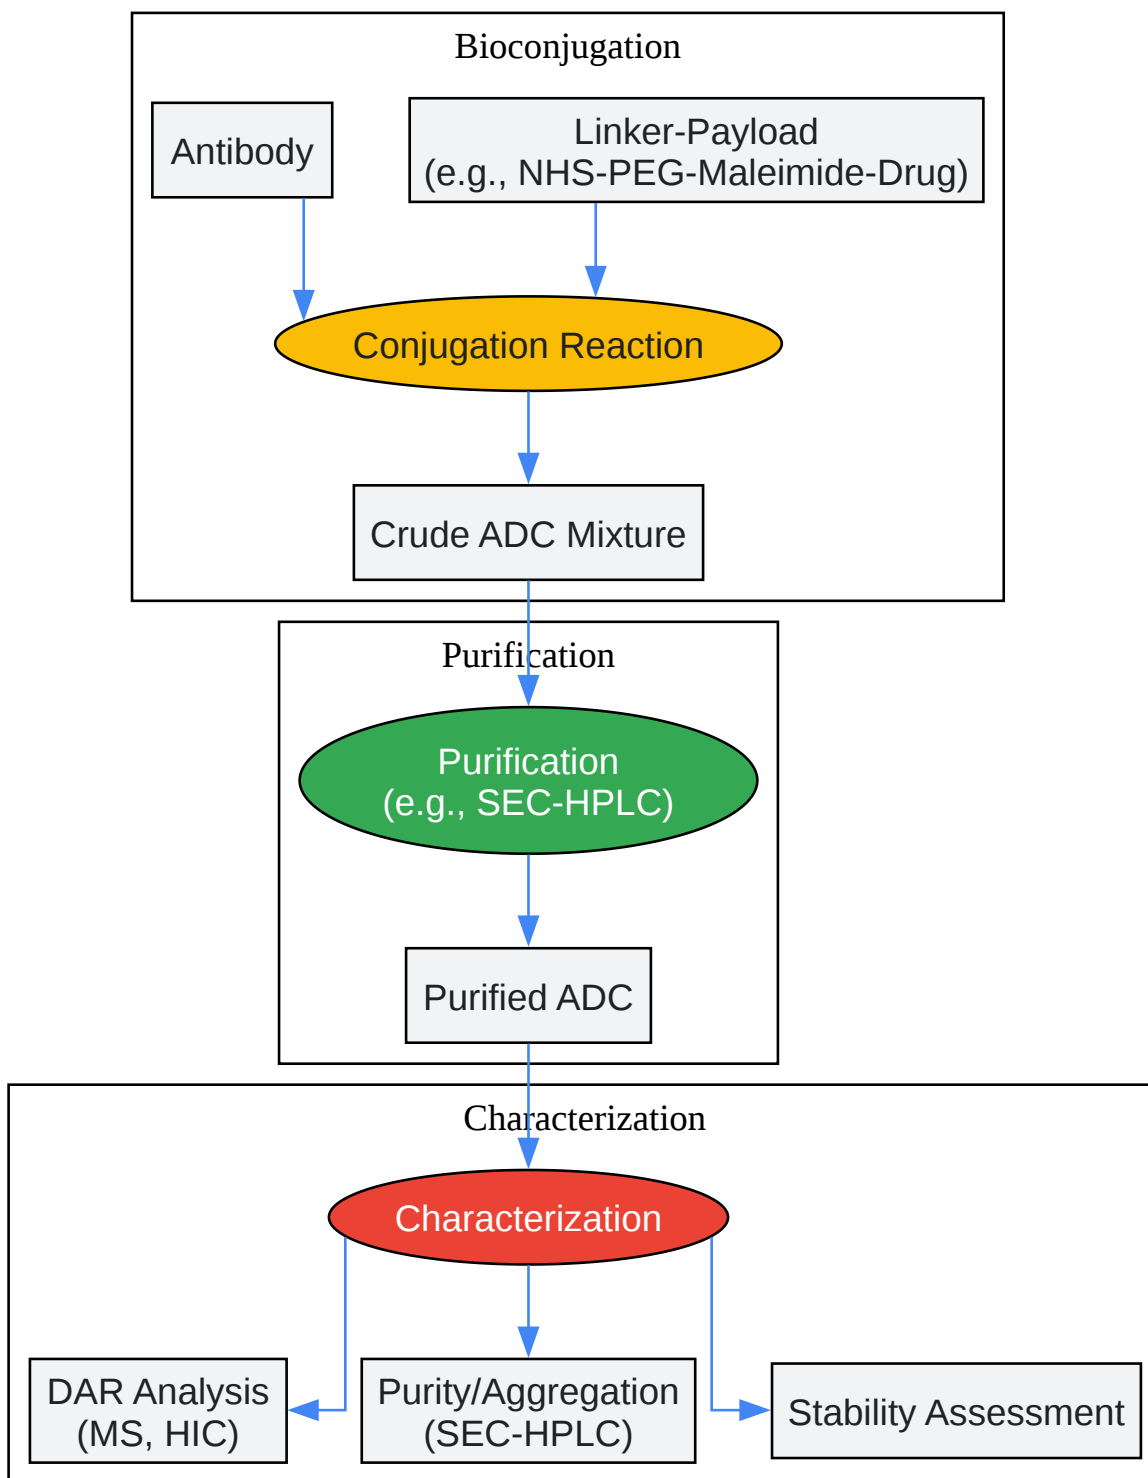 Bioconjugation
Antibody
Linker-Payload
(e.g., NHS-PEG-Maleimide-Drug)
Conjugation Reaction
Crude ADC Mixture
Purification
Purification
(e.g., SEC-HPLC)
Purified ADC
Characterization
Characterization
DAR Analysis
(MS, HIC)
Purity/Aggregation
(SEC-HPLC)
Stability Assessment